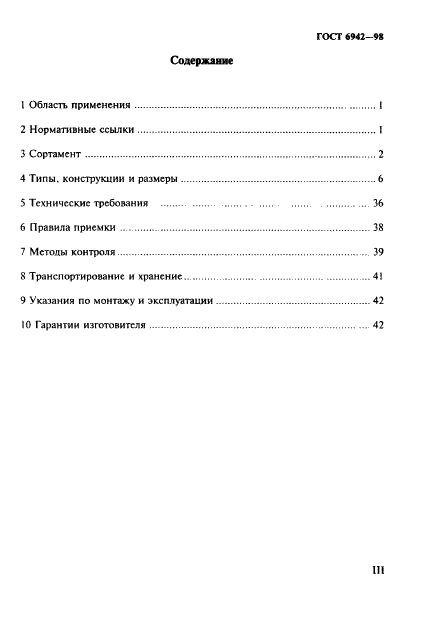 ГОСТ 6942—98
Содержание
1 Область применения ........ 1
2 Нормативные ссылки ........ 1
3 Сортамент ........ 2
4 Типы, конструкции и размеры ........ 6
5 Технические требования ........ 36
6 Правила приемки ........ 38
7 Методы контроля ........ 39
8 Транспортирование и хранение ........ 41
9 Указания по монтажу и эксплуатации ........ 42
10 Гарантии изготовителя ........ 42
III